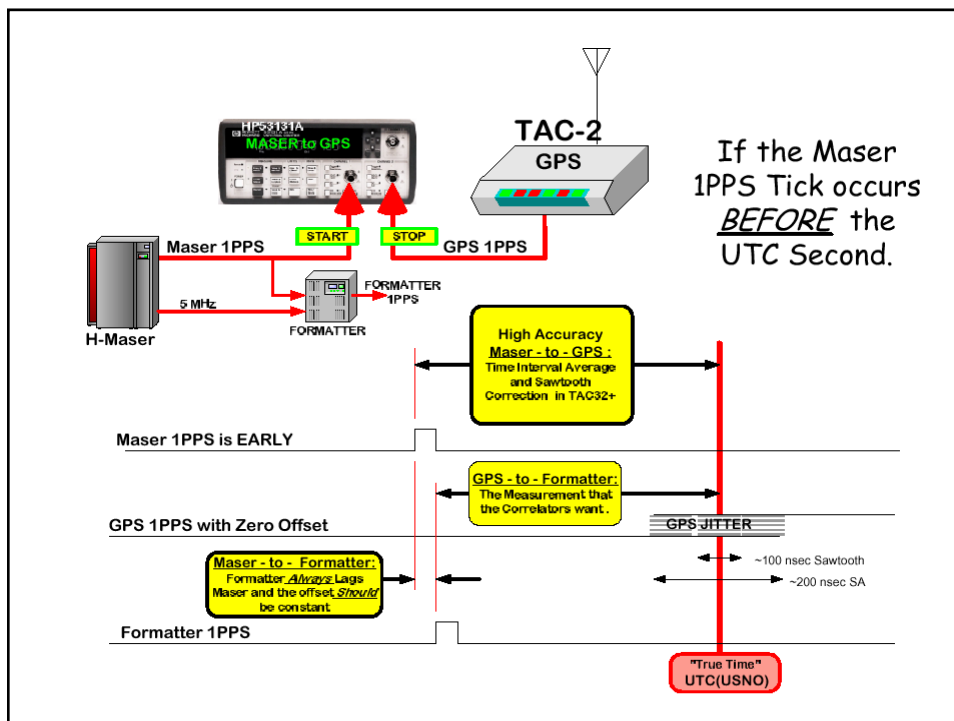 HP53131A
MASER to GPS
TAC-2
GPS
If the Maser
1PPS Tick occurs
BEFORE the
UTC Second.
START
STOP
Maser 1PPS
GPS 1PPS
5 MHz
FORMATTER
1PPS
FORMATTER
H-Maser
High Accuracy
Maser - to - GPS :
Time Interval Average
and Sawtooth
Correction in TAC32+
Maser 1PPS is EARLY
GPS - to - Formatter:
The Measurement that
the Correlators want .
GPS 1PPS with Zero Offset
GPS JITTER
Maser - to - Formatter:
Formatter Always Lags
Maser and the offset Should
be constant
~100 nsec Sawtooth
~200 nsec SA
Formatter 1PPS
"True Time"
UTC(USNO)